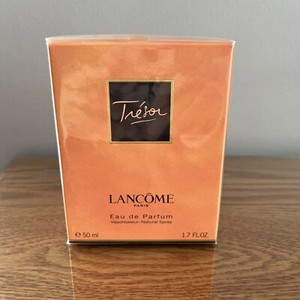 Trésor
LANCÔME
PARIS
Eau de Parfum
Vaporisateur-Natural Spray
e 50 ml 1.7 FL.OZ.